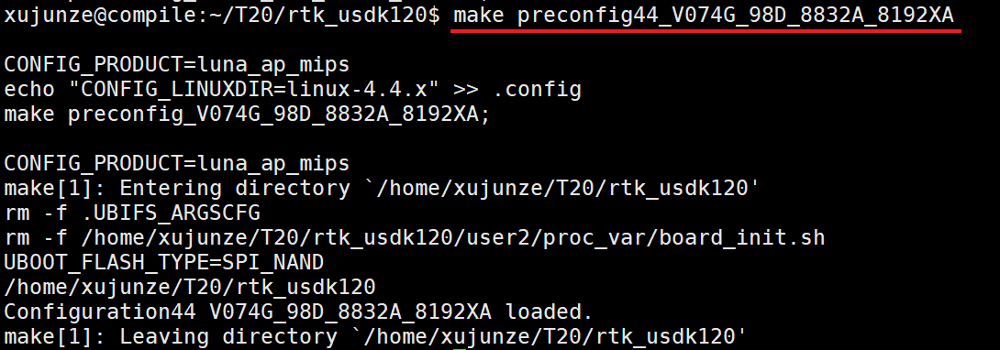 xujunze@compile:~/T20/rtk_usdk120$ make preconfig44_V074G_98D_8832A_8192XA
CONFIG_PRODUCT=luna_ap_mips
echo "CONFIG_LINUXDIR=linux-4.4.x" >> .config
make preconfig_V074G_98D_8832A_8192XA;
CONFIG_PRODUCT=luna_ap_mips
make[1]: Entering directory `/home/xujunze/T20/rtk_usdk120'
rm -f .UBIFS_ARGSCFG
rm -f /home/xujunze/T20/rtk_usdk120/user2/proc_var/board_init.sh
UBOOT_FLASH_TYPE=SPI_NAND
/home/xujunze/T20/rtk_usdk120
Configuration44 V074G_98D_8832A_8192XA loaded.
make[1]: Leaving directory `/home/xujunze/T20/rtk_usdk120'